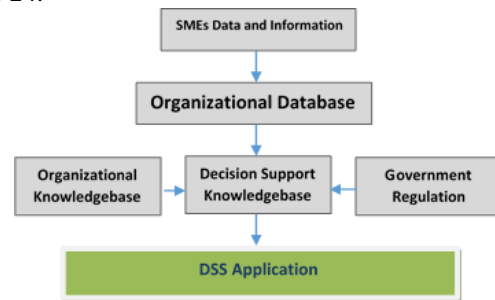 SMEs Data and Information
Organizational Database
Organizational
Knowledgebase
Decision Support
Knowledgebase
Government
Regulation
DSS Application